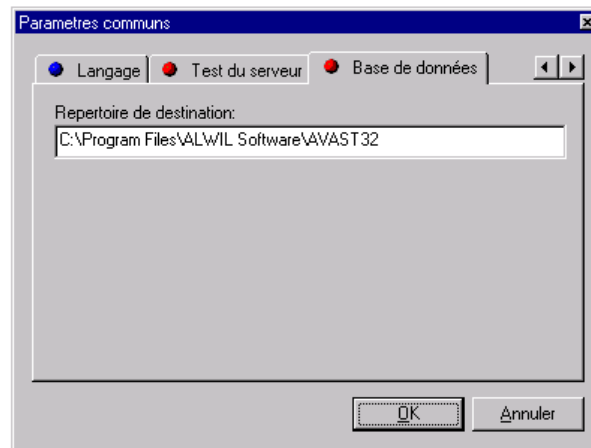 Parametres communs
Langage Test du serveur Base de données
Repertoire de destination:
C:\Program Files\ALWIL Software\AVAST32
OK Annuler